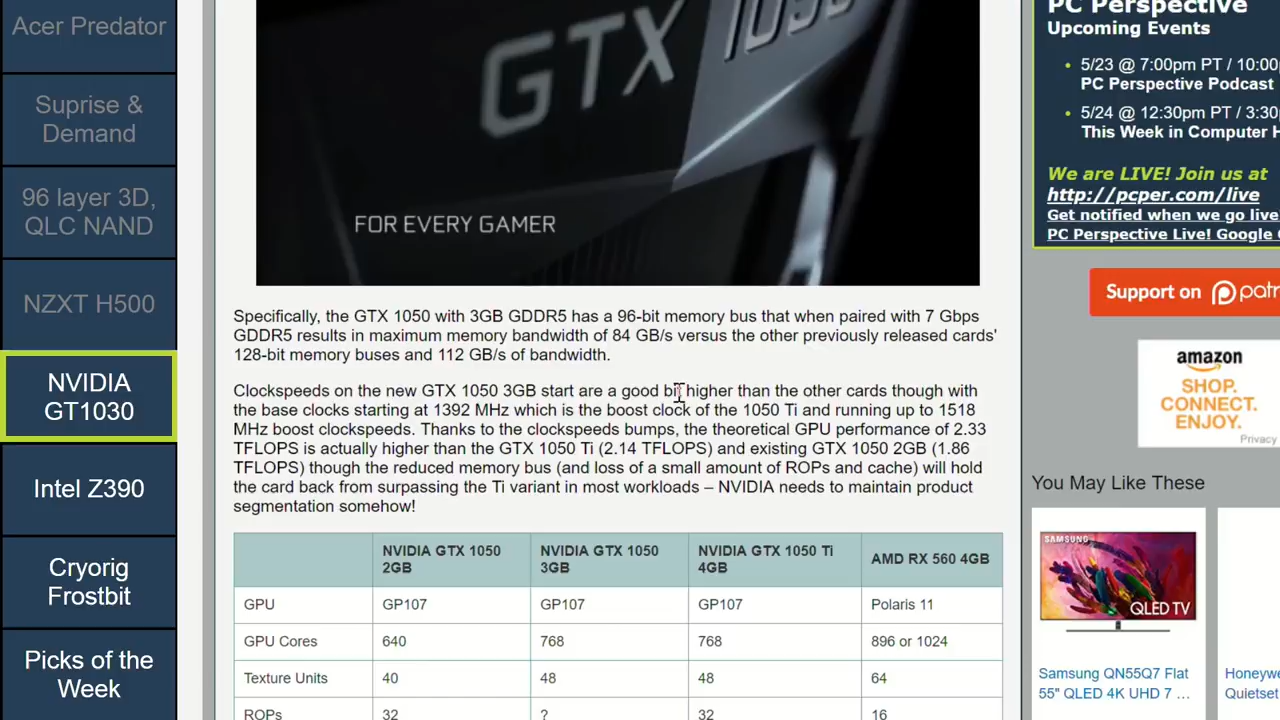 Acer Predator
Suprise &
Demand
96 layer 3D,
QLC NAND
NZXT H500
NVIDIA
GT1030
Intel Z390
Cryorig
Frostbit
Picks of the
Week
GTX 1050
FOR EVERY GAMER
Specifically, the GTX 1050 with 3GB GDDR5 has a 96-bit memory bus that when paired with 7 Gbps
GDDR5 results in maximum memory bandwidth of 84 GB/s versus the other previously released cards'
128-bit memory buses and 112 GB/s of bandwidth.
Clockspeeds on the new GTX 1050 3GB start are a good bit higher than the other cards though with
the base clocks starting at 1392 MHz which is the boost clock of the 1050 Ti and running up to 1518
MHz boost clockspeeds. Thanks to the clockspeeds bumps, the theoretical GPU performance of 2.33
TFLOPS is actually higher than the GTX 1050 Ti (2.14 TFLOPS) and existing GTX 1050 2GB (1.86
TFLOPS) though the reduced memory bus (and loss of a small amount of ROPs and cache) will hold
the card back from surpassing the Ti variant in most workloads – NVIDIA needs to maintain product
segmentation somehow!
NVIDIA GTX 1050 2GB NVIDIA GTX 1050 3GB NVIDIA GTX 1050 Ti 4GB AMD RX 560 4GB
GPU GP107 GP107 GP107 Polaris 11
GPU Cores 640 768 768 896 or 1024
Texture Units 40 48 48 64
ROPs 32 ? 32 16
PC Perspective
Upcoming Events
5/23 @ 7:00pm PT / 10:00
PC Perspective Podcast
5/24 @ 12:30pm PT / 3:30
This Week in Computer H
We are LIVE! Join us at
http://pcper.com/live
Get notified when we go live
PC Perspective Live! Google
Support on patr
amazon
SHOP.
CONNECT.
ENJOY.
Privacy
You May Like These
SAMSUNG
QLED TV
Samsung QN55Q7 Flat
55" QLED 4K UHD 7 ...
Honeywe
Quietset